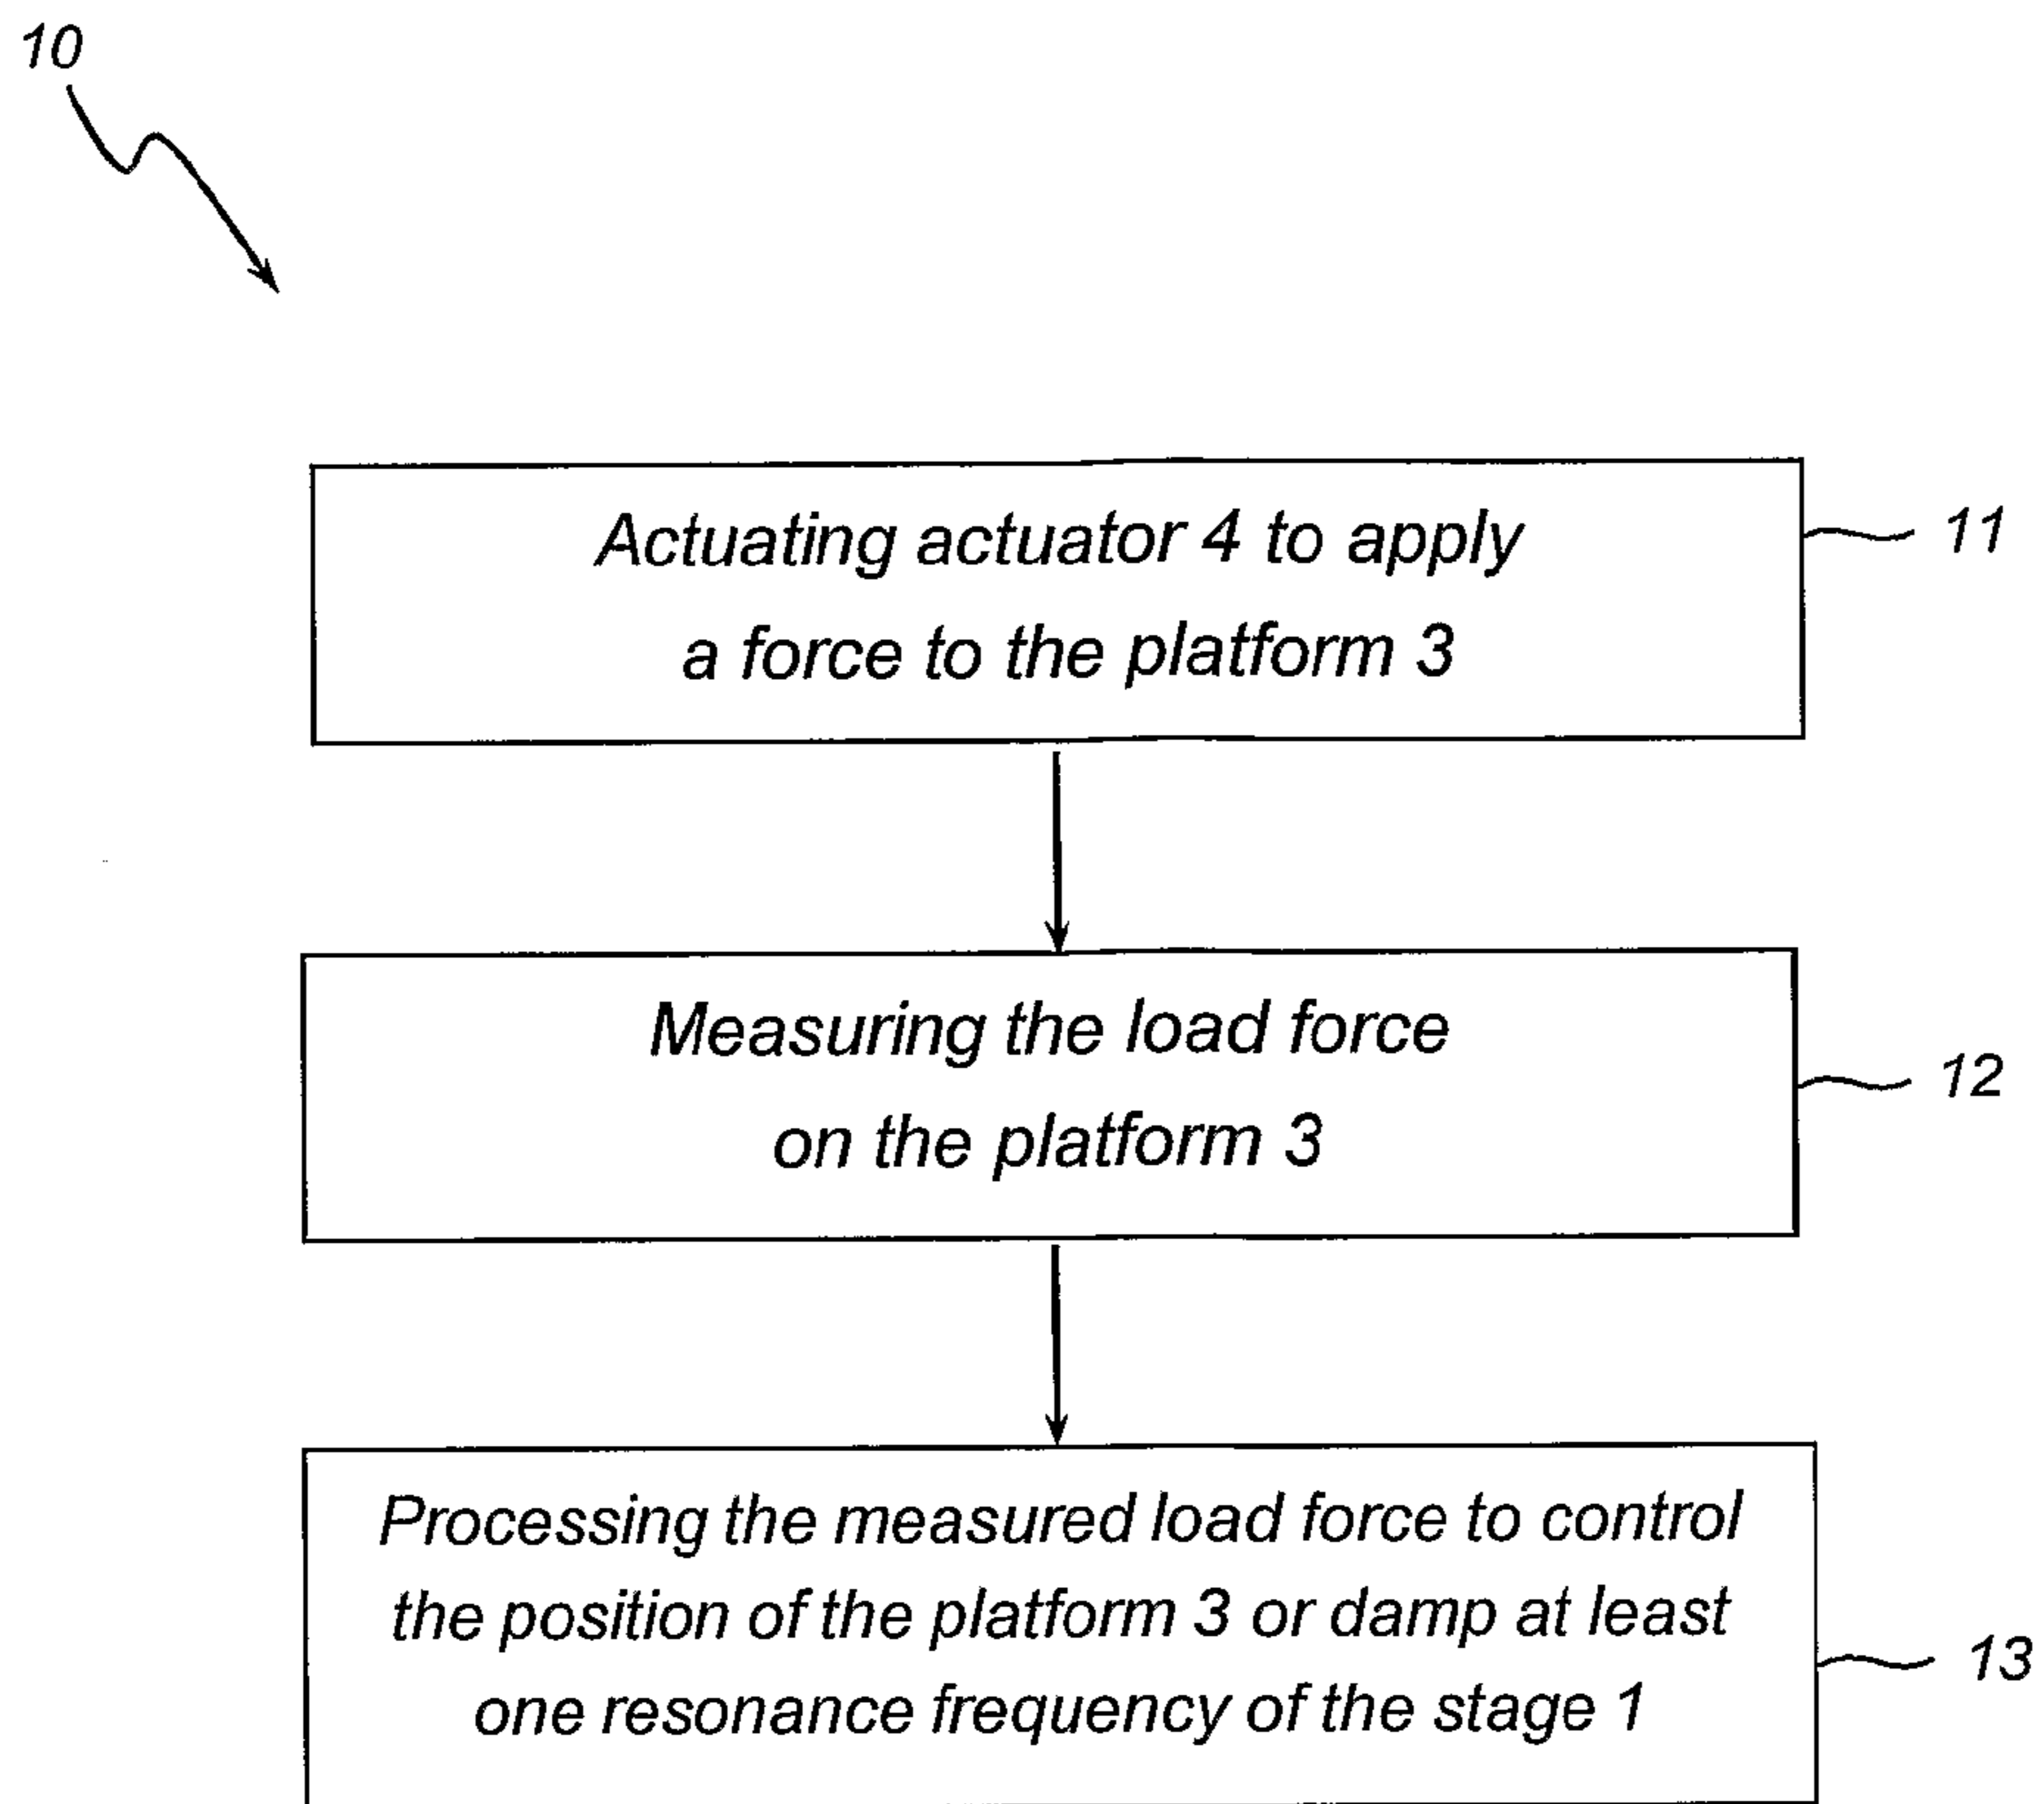 10
Actuating actuator 4 to apply
a force to the platform 3
11
Measuring the load force
on the platform 3
12
Processing the measured load force to control
the position of the platform 3 or damp at least
one resonance frequency of the stage 1
13